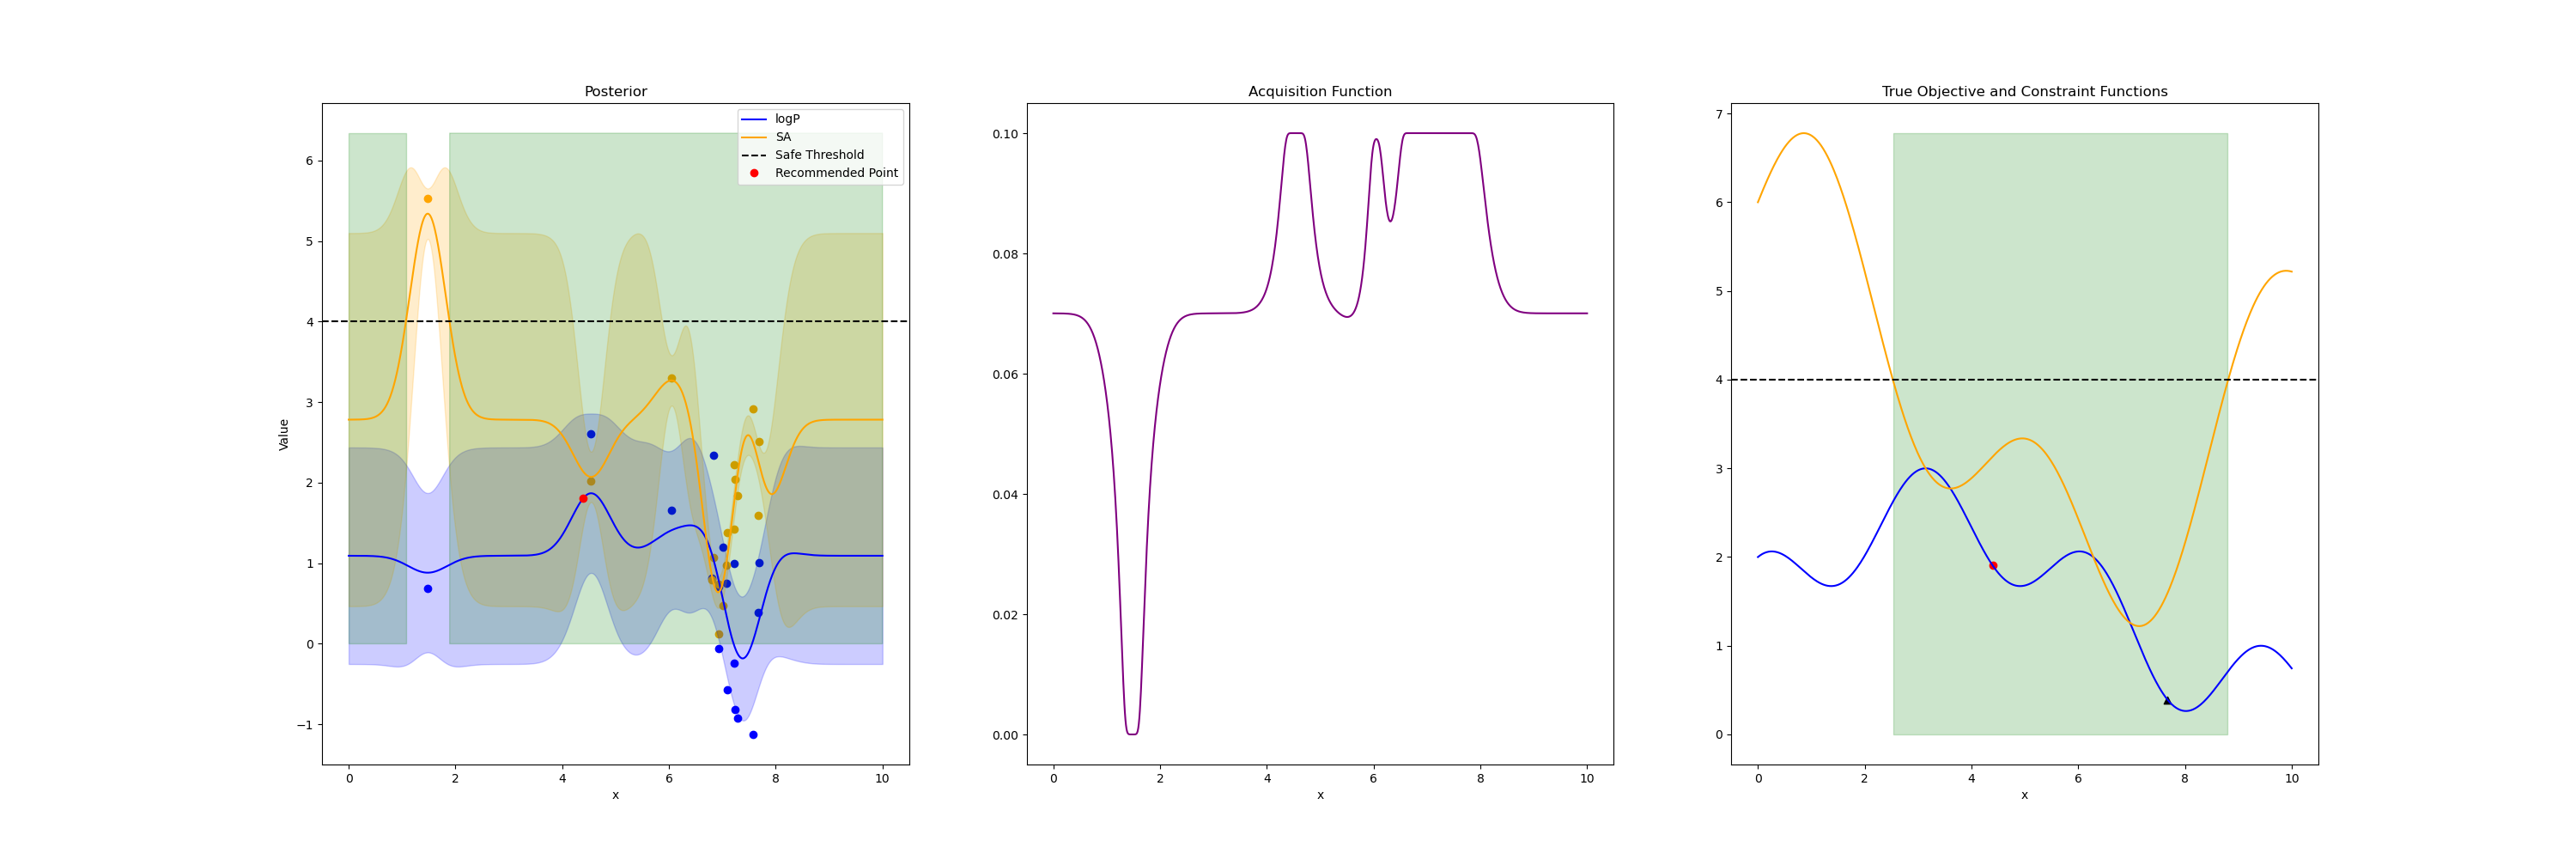 Posterior
logP
SA
Safe Threshold
Recommended Point
6
5
4
3
2
1
0
−1
Value
0 2 4 6 8 10
x
Acquisition Function
0.10
0.08
0.06
0.04
0.02
0.00
0 2 4 6 8 10
x
True Objective and Constraint Functions
7
6
5
4
3
2
1
0
0 2 4 6 8 10
x